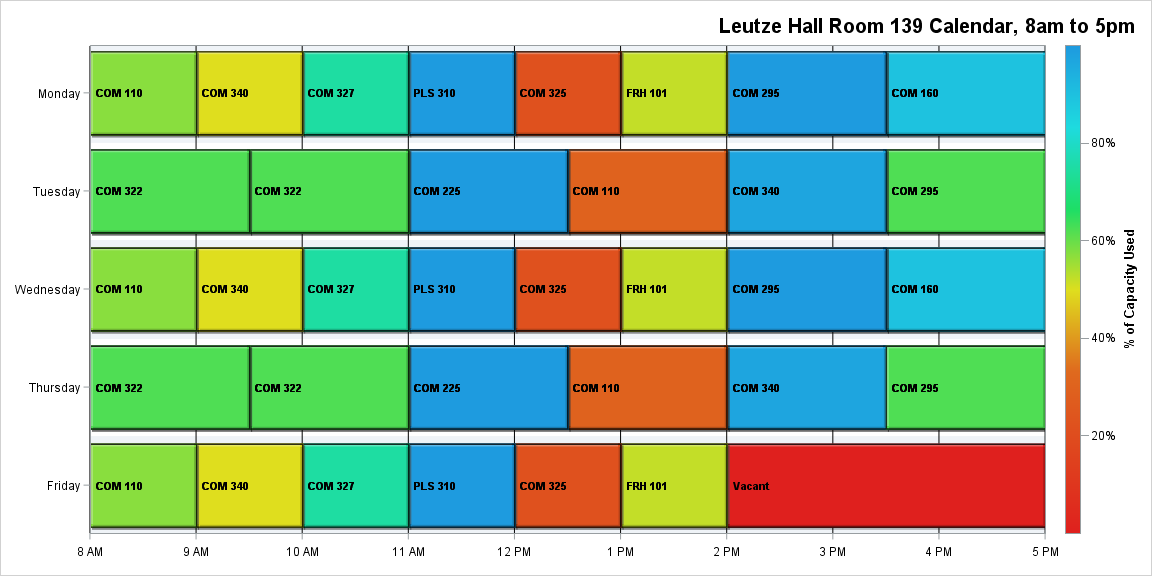 Leutze Hall Room 139 Calendar, 8am to 5pm
Monday
COM 110
COM 340
COM 327
PLS 310
COM 325
FRH 101
COM 295
COM 160
Tuesday
COM 322
COM 322
COM 225
COM 110
COM 340
COM 295
Wednesday
COM 110
COM 340
COM 327
PLS 310
COM 325
FRH 101
COM 295
COM 160
Thursday
COM 322
COM 322
COM 225
COM 110
COM 340
COM 295
Friday
COM 110
COM 340
COM 327
PLS 310
COM 325
FRH 101
Vacant
8 AM
9 AM
10 AM
11 AM
12 PM
1 PM
2 PM
3 PM
4 PM
5 PM
80%
60%
40%
20%
% of Capacity Used